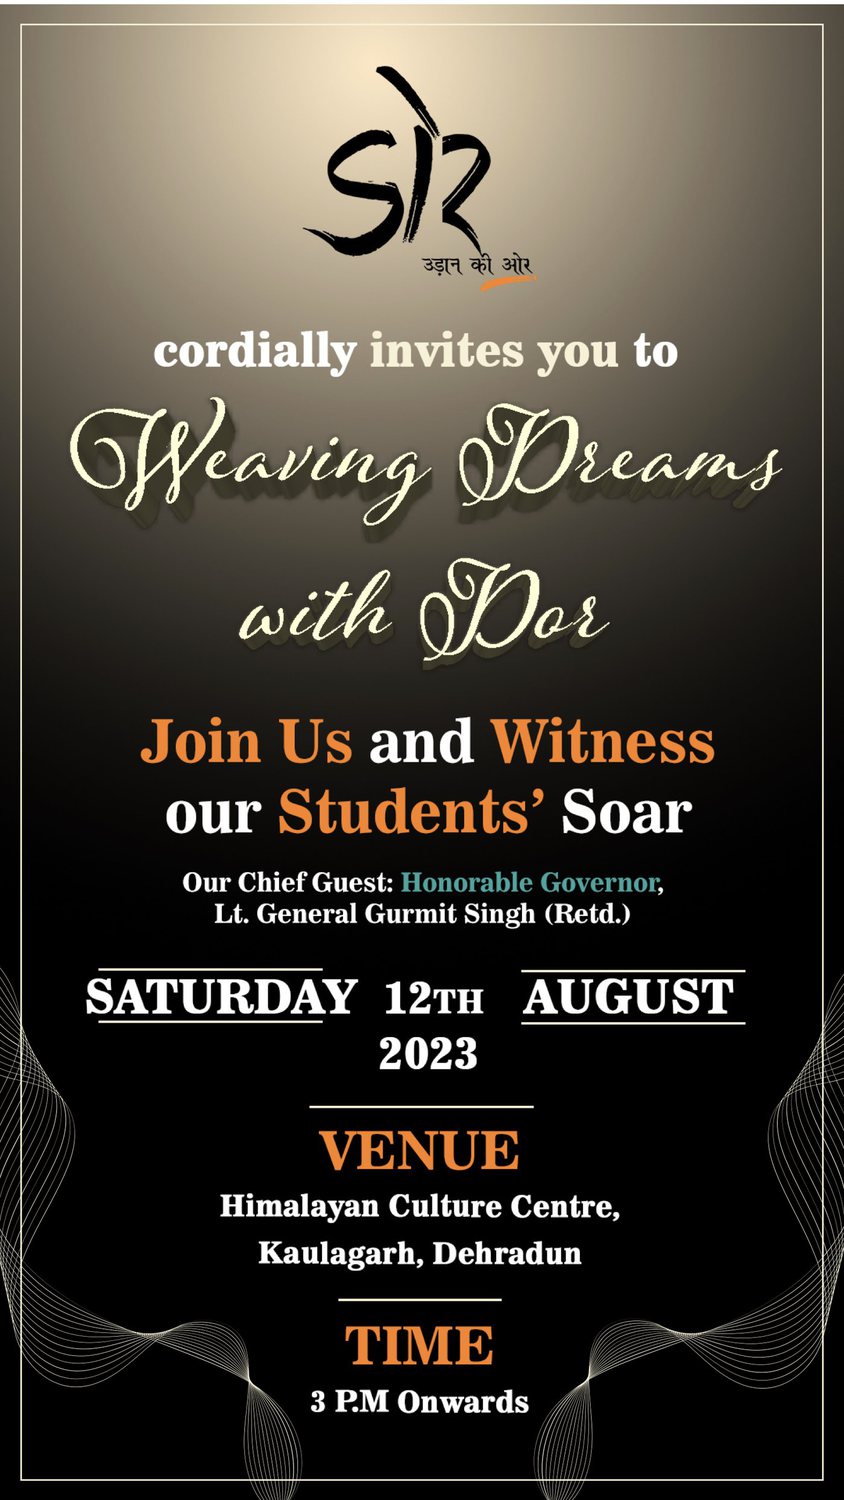 डोर
उड़ान की ओर
cordially invites you to
Weaving Dreams
with Dor
Join Us and Witness
our Students’ Soar
Our Chief Guest: Honorable Governor,
Lt. General Gurmit Singh (Retd.)
SATURDAY 12TH AUGUST
2023
VENUE
Himalayan Culture Centre,
Kaulagarh, Dehradun
TIME
3 P.M Onwards